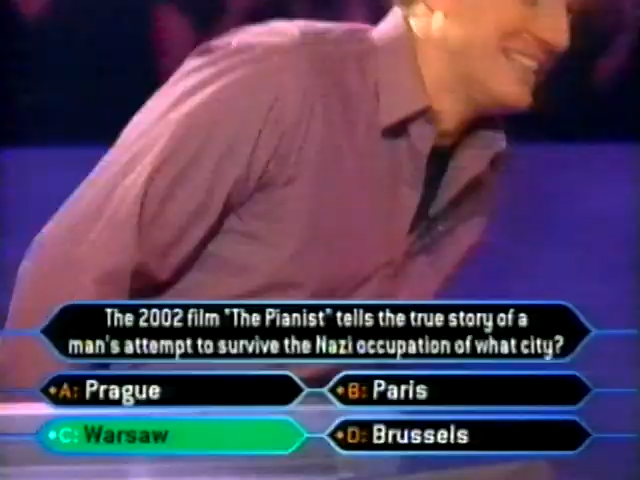 The 2002 film "The Pianist" tells the true story of a
man's attempt to survive the Nazi occupation of what city?
A: Prague
B: Paris
C: Warsaw
D: Brussels